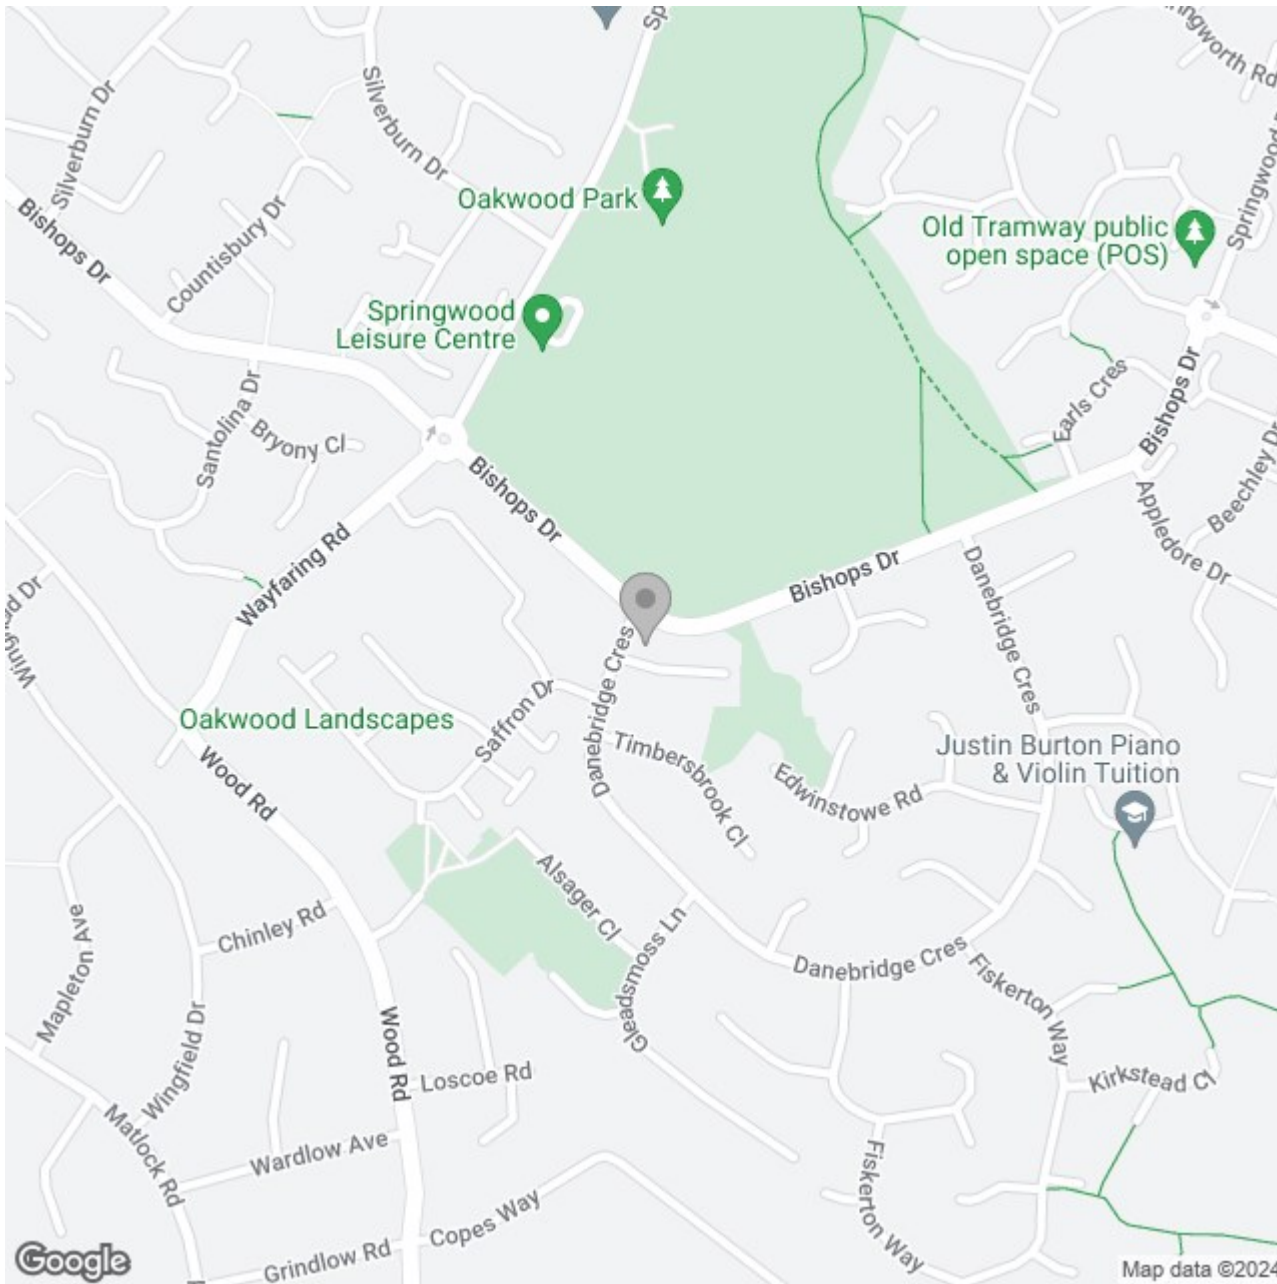 Sp
ringworth Rd
Silverburn Dr
Silverburn Dr
Oakwood Park
Old Tramway public
open space (POS)
Springwood
Bishops Dr
Countisbury Dr
Springwood
Leisure Centre
Bishops Dr
Earls Cres
Santolina Dr
Bryony Cl
Bishops Dr
Appledore Dr
Beechley Dr
Wayfaring Rd
Bishops Dr
Danebridge Cres
Danebridge Cres
Saffron Dr
Oakwood Landscapes
Timbersbrook Cl
Edwinstowe Rd
Justin Burton Piano
& Violin Tuition
Wood Rd
Alsager Cl
Chinley Rd
Mapleton Ave
Gleadsmoss Ln
Danebridge Cres
Fiskerton Way
Wingfield Dr
Wood Rd
Loscoe Rd
Kirkstead Cl
Matlock Rd
Wardlow Ave
Fiskerton Way
Copes Way
Grindlow Rd
Google
Map data ©2024